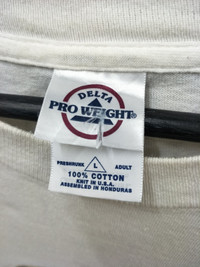 DELTA
PRO WEIGHT®
PRESHRUNK L ADULT
100% COTTON
KNIT IN U.S.A.
ASSEMBLED IN HONDURAS